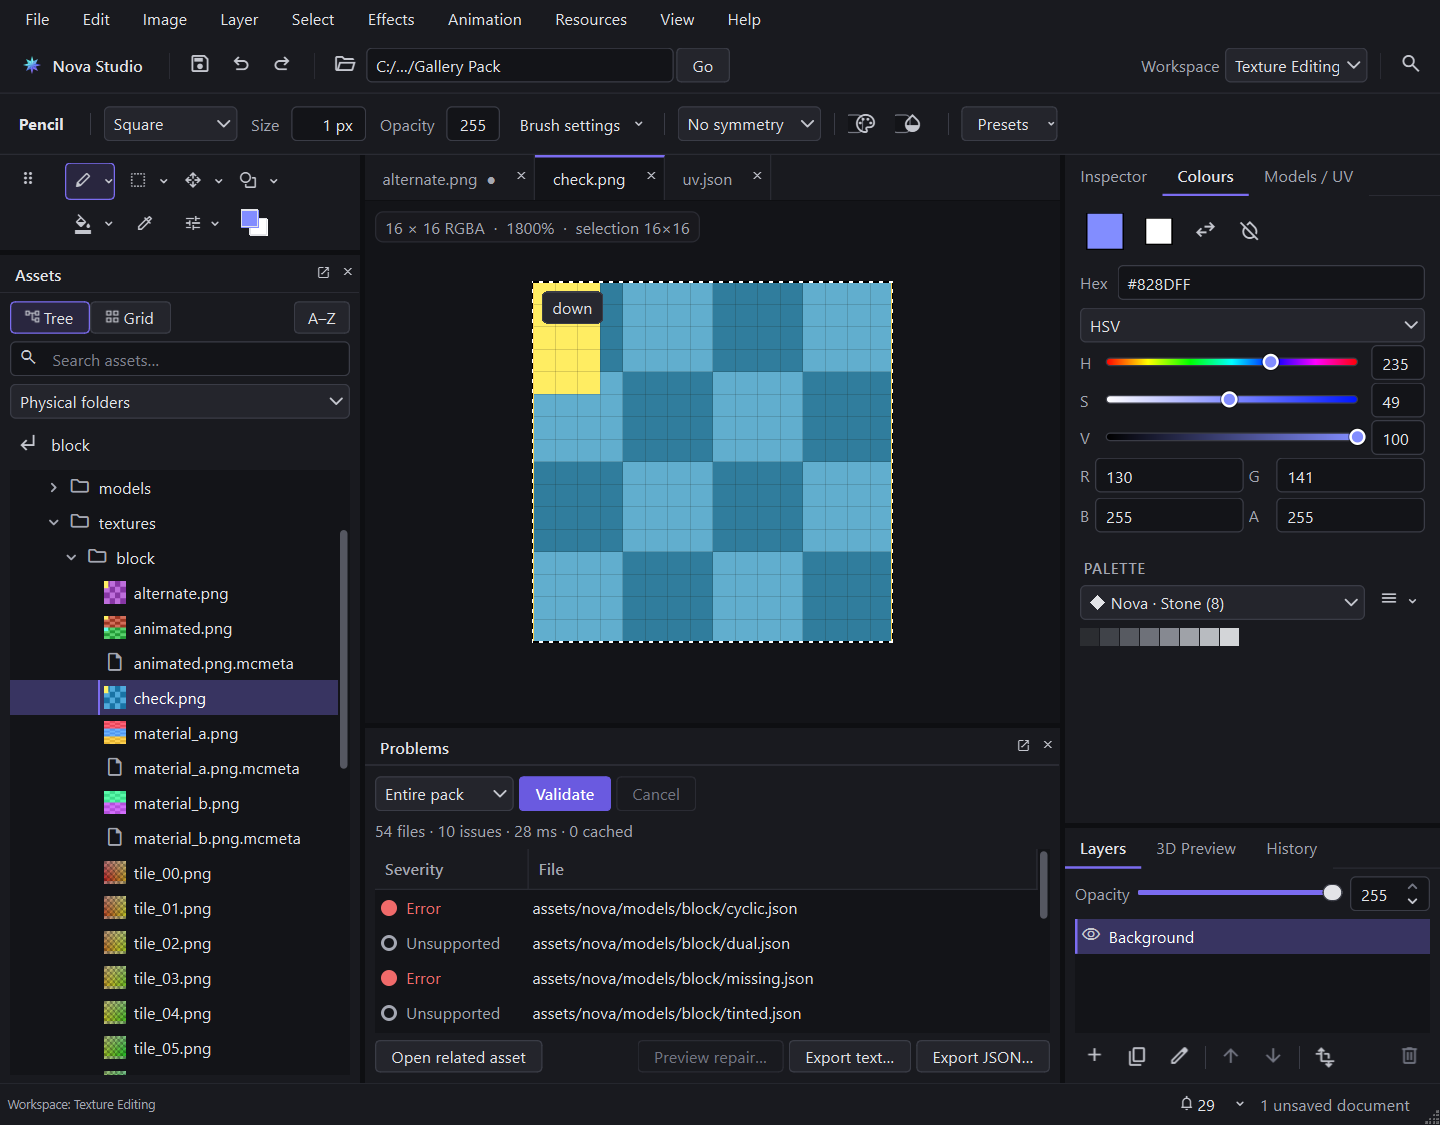 File Edit Image Layer Select Effects Animation Resources View Help
Nova Studio C:/.../Gallery Pack Go Workspace Texture Editing
Pencil Square Size 1 px Opacity 255 Brush settings No symmetry Presets
alternate.png check.png uv.json
16 × 16 RGBA · 1800% · selection 16×16
down
Assets
Tree Grid A–Z
Search assets...
Physical folders
block
models
textures
block
alternate.png
animated.png
animated.png.mcmeta
check.png
material_a.png
material_a.png.mcmeta
material_b.png
material_b.png.mcmeta
tile_00.png
tile_01.png
tile_02.png
tile_03.png
tile_04.png
tile_05.png
Problems
Entire pack Validate Cancel
54 files · 10 issues · 28 ms · 0 cached
Severity File
Error assets/nova/models/block/cyclic.json
Unsupported assets/nova/models/block/dual.json
Error assets/nova/models/block/missing.json
Unsupported assets/nova/models/block/tinted.json
Open related asset Preview repair... Export text... Export JSON...
Inspector Colours Models / UV
Hex #828DFF
HSV
H 235
S 49
V 100
R 130 G 141
B 255 A 255
PALETTE
Nova · Stone (8)
Layers 3D Preview History
Opacity 255
Background
Workspace: Texture Editing 29 1 unsaved document